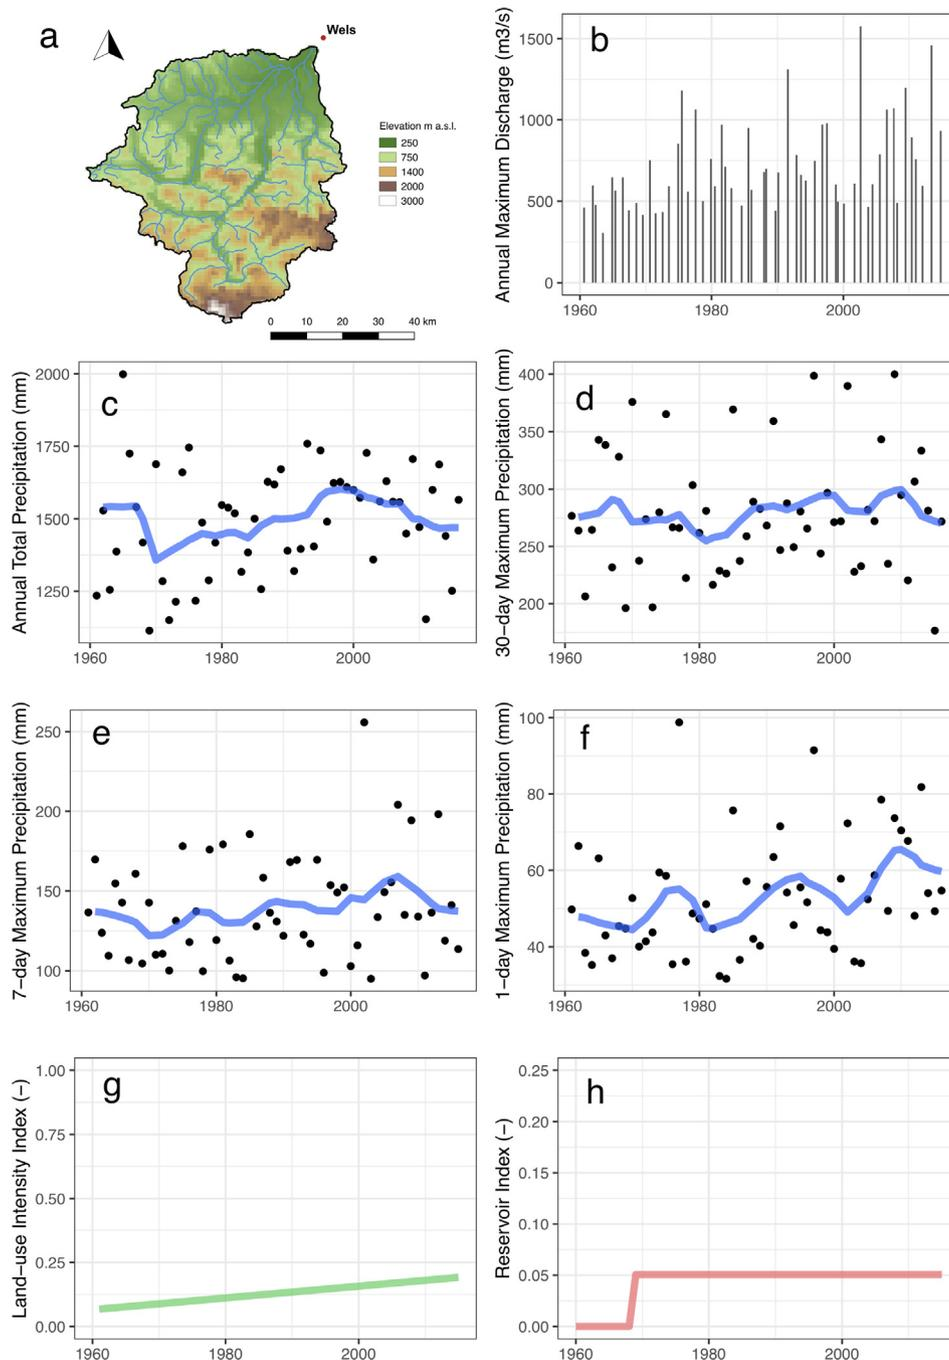 a
Wels
Elevation m a.s.l.
250
750
1400
2000
3000
0 10 20 30 40 km
b
Annual Maximum Discharge (m3/s)
1500
1000
500
0
1960 1980 2000
c
Annual Total Precipitation (mm)
2000
1750
1500
1250
1960 1980 2000
d
30−day Maximum Precipitation (mm)
400
350
300
250
200
1960 1980 2000
e
7−day Maximum Precipitation (mm)
250
200
150
100
1960 1980 2000
f
1−day Maximum Precipitation (mm)
100
80
60
40
1960 1980 2000
g
Land−use Intensity Index (−)
1.00
0.75
0.50
0.25
0.00
1960 1980 2000
h
Reservoir Index (−)
0.25
0.20
0.15
0.10
0.05
0.00
1960 1980 2000